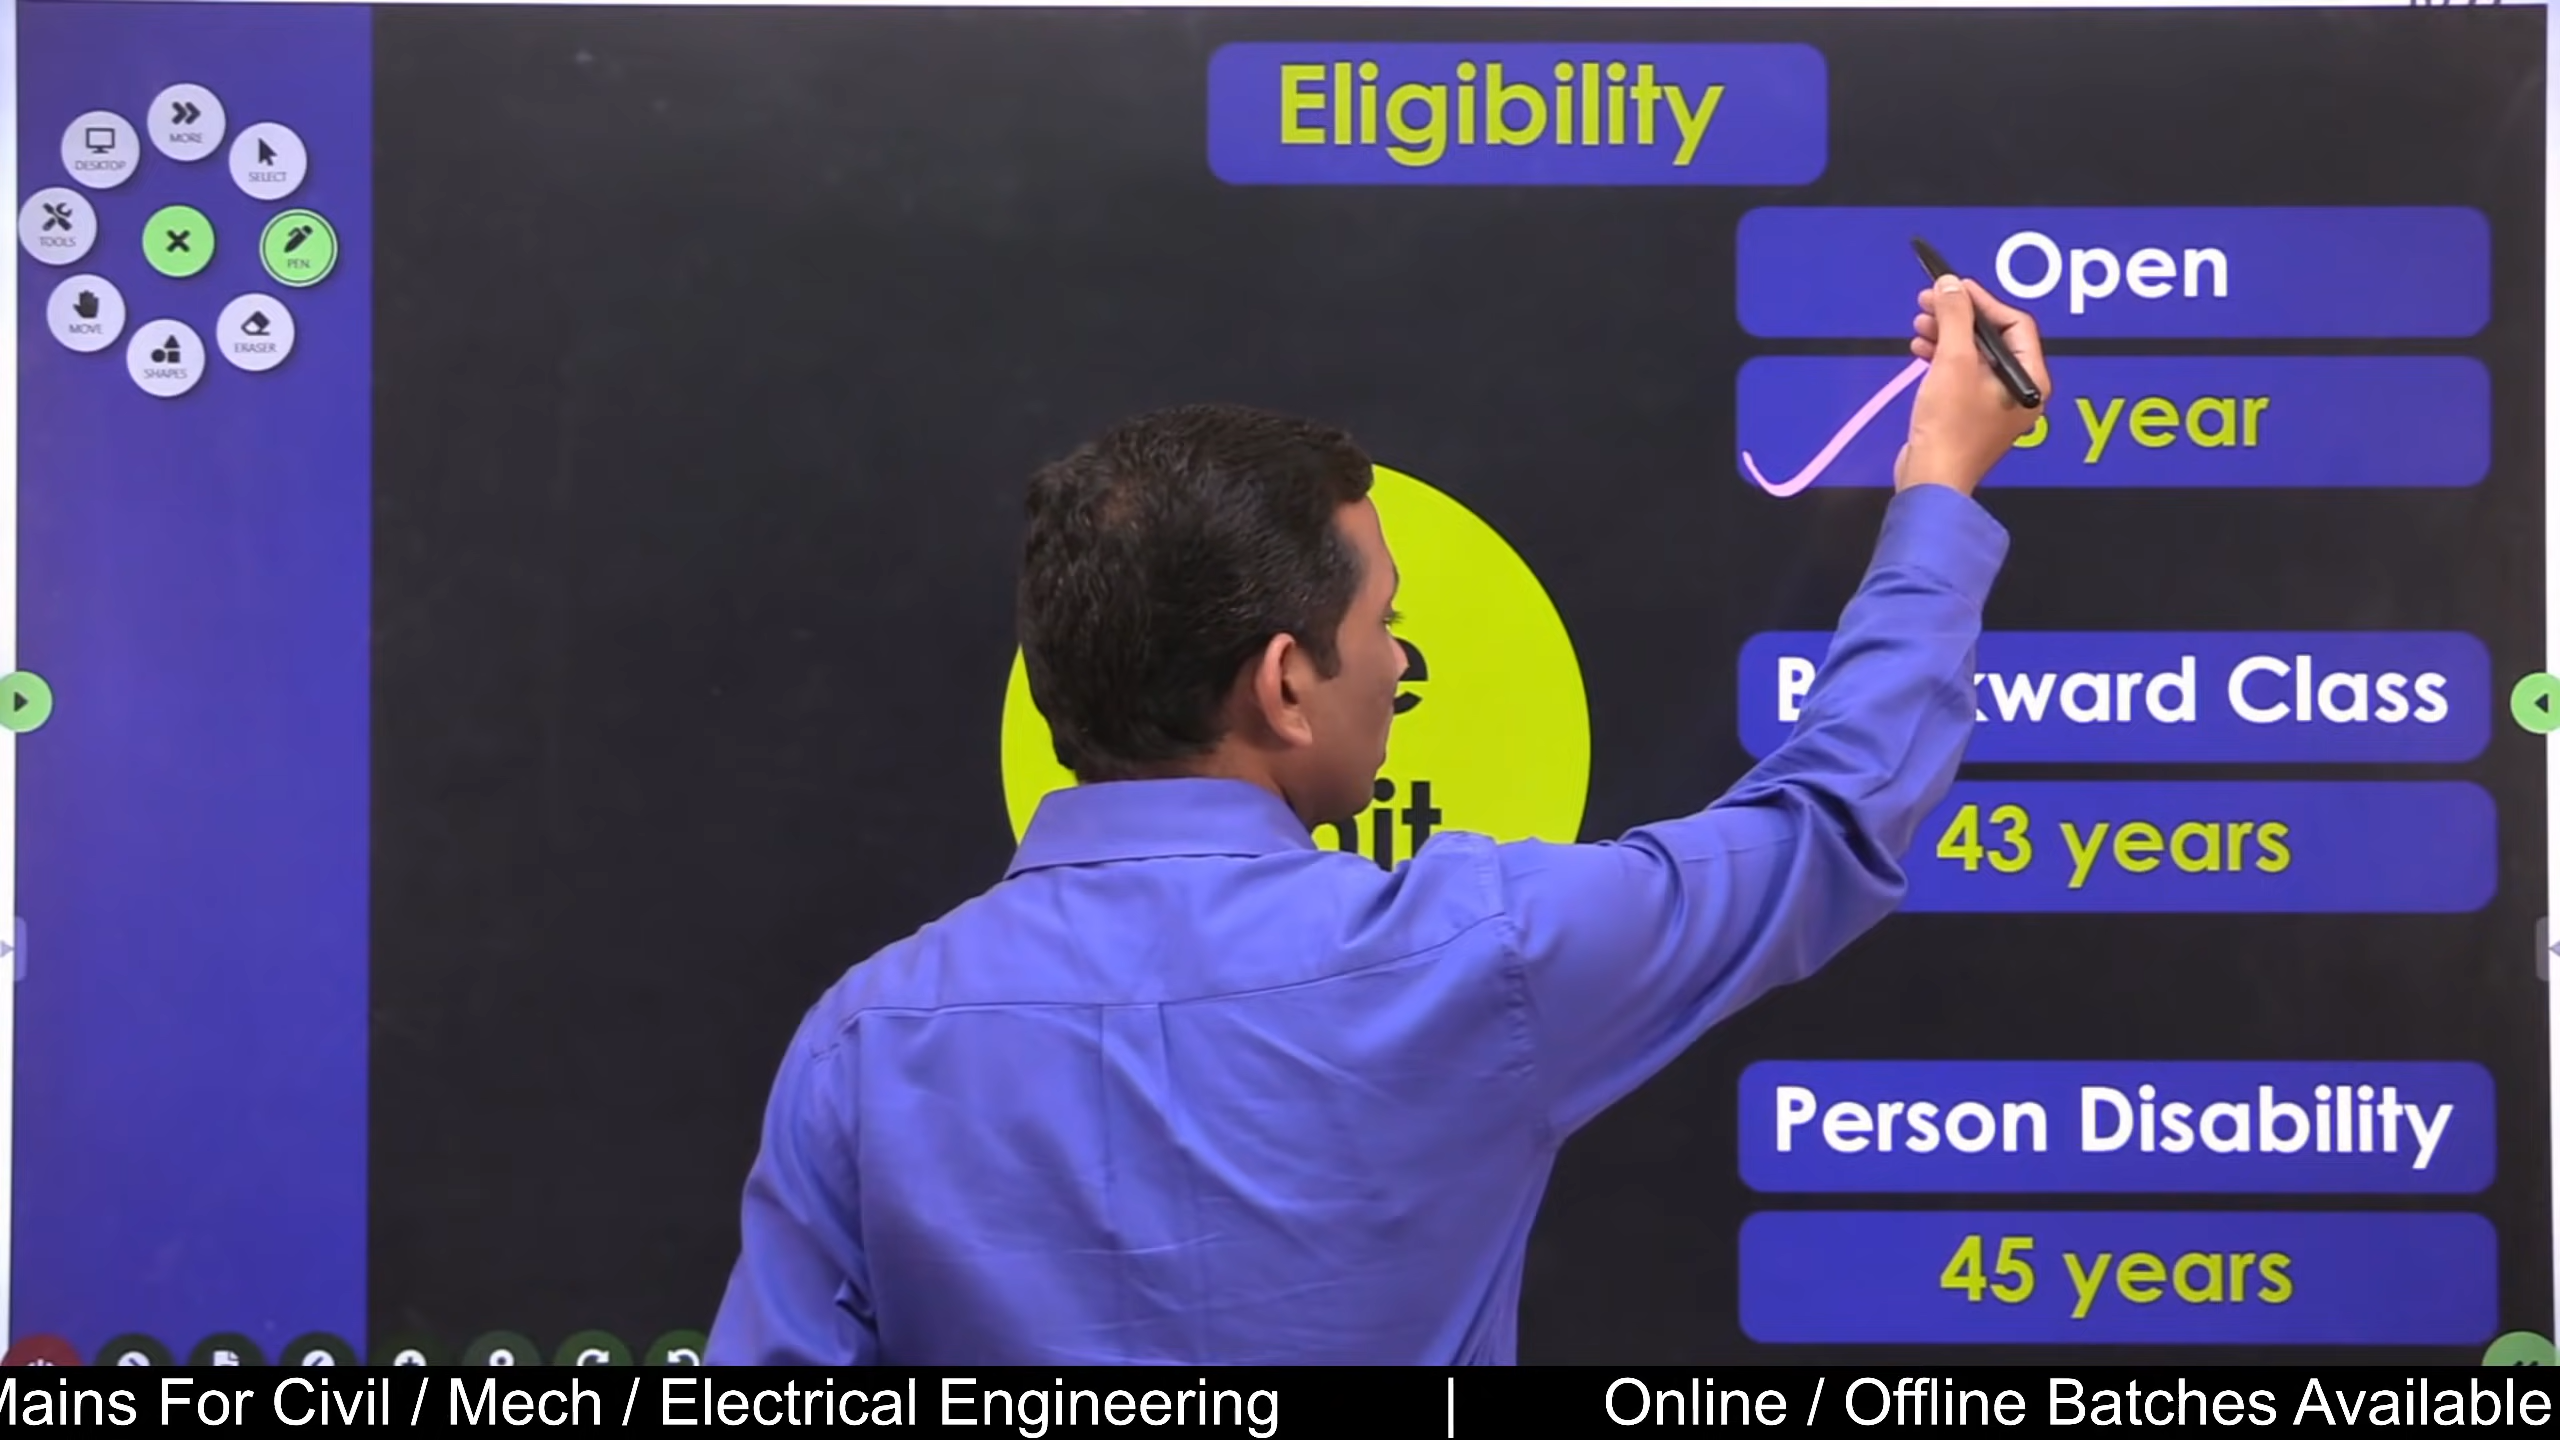 Eligibility
MORE
DESKTOP
SELECT
TOOLS
PEN
MOVE
ERASER
SHAPES
Open
year
ward Class
43 years
Person Disability
45 years
Mains For Civil / Mech / Electrical Engineering | Online / Offline Batches Available